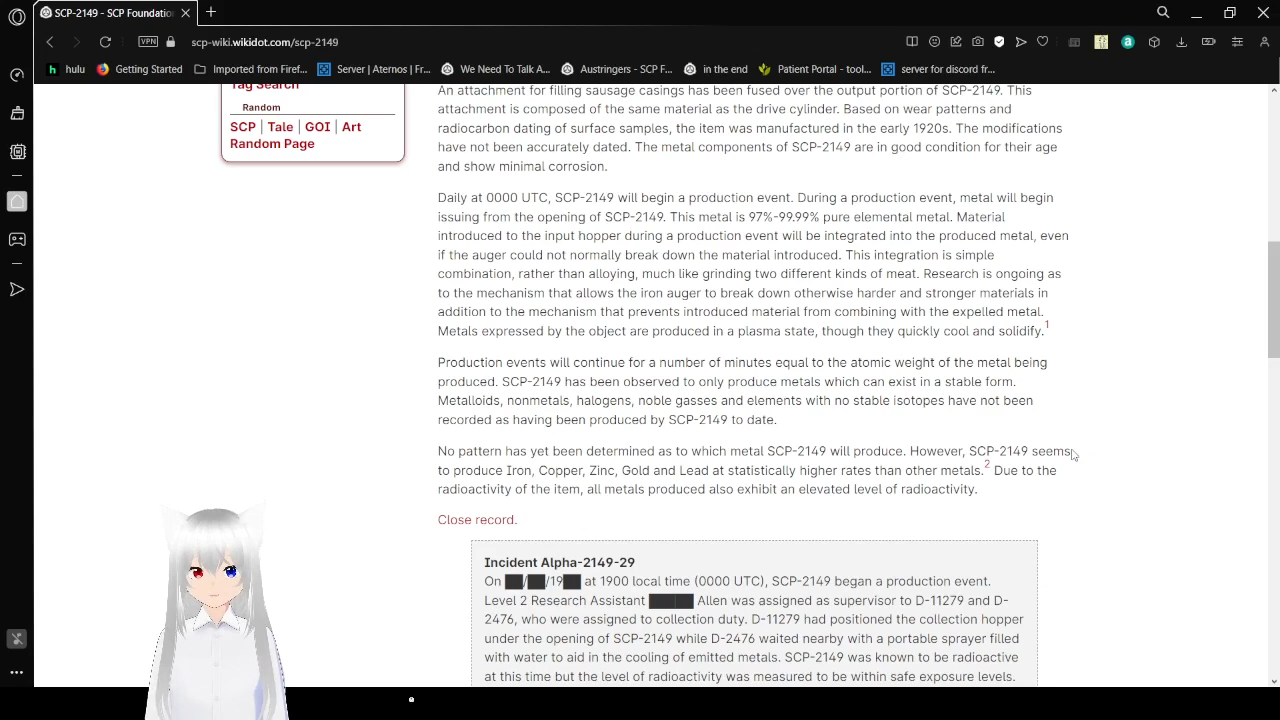 SCP-2149 - SCP Foundatio
VPN
scp-wiki.wikidot.com/scp-2149
hulu
Getting Started
Imported from Firef...
Server | Aternos | Fr...
We Need To Talk A...
Austringers - SCP F...
in the end
Patient Portal - tool...
server for discord fr...
Tag Search
Random
SCP | Tale | GOI | Art
Random Page
An attachment for filling sausage casings has been fused over the output portion of SCP-2149. This
attachment is composed of the same material as the drive cylinder. Based on wear patterns and
radiocarbon dating of surface samples, the item was manufactured in the early 1920s. The modifications
have not been accurately dated. The metal components of SCP-2149 are in good condition for their age
and show minimal corrosion.
Daily at 0000 UTC, SCP-2149 will begin a production event. During a production event, metal will begin
issuing from the opening of SCP-2149. This metal is 97%-99.99% pure elemental metal. Material
introduced to the input hopper during a production event will be integrated into the produced metal, even
if the auger could not normally break down the material introduced. This integration is simple
combination, rather than alloying, much like grinding two different kinds of meat. Research is ongoing as
to the mechanism that allows the iron auger to break down otherwise harder and stronger materials in
addition to the mechanism that prevents introduced material from combining with the expelled metal.
Metals expressed by the object are produced in a plasma state, though they quickly cool and solidify.1
Production events will continue for a number of minutes equal to the atomic weight of the metal being
produced. SCP-2149 has been observed to only produce metals which can exist in a stable form.
Metalloids, nonmetals, halogens, noble gasses and elements with no stable isotopes have not been
recorded as having been produced by SCP-2149 to date.
No pattern has yet been determined as to which metal SCP-2149 will produce. However, SCP-2149 seems
to produce Iron, Copper, Zinc, Gold and Lead at statistically higher rates than other metals.2 Due to the
radioactivity of the item, all metals produced also exhibit an elevated level of radioactivity.
Close record.
Incident Alpha-2149-29
On ██/██/19██ at 1900 local time (0000 UTC), SCP-2149 began a production event.
Level 2 Research Assistant █████ Allen was assigned as supervisor to D-11279 and D-
2476, who were assigned to collection duty. D-11279 had positioned the collection hopper
under the opening of SCP-2149 while D-2476 waited nearby with a portable sprayer filled
with water to aid in the cooling of emitted metals. SCP-2149 was known to be radioactive
at this time but the level of radioactivity was measured to be within safe exposure levels.